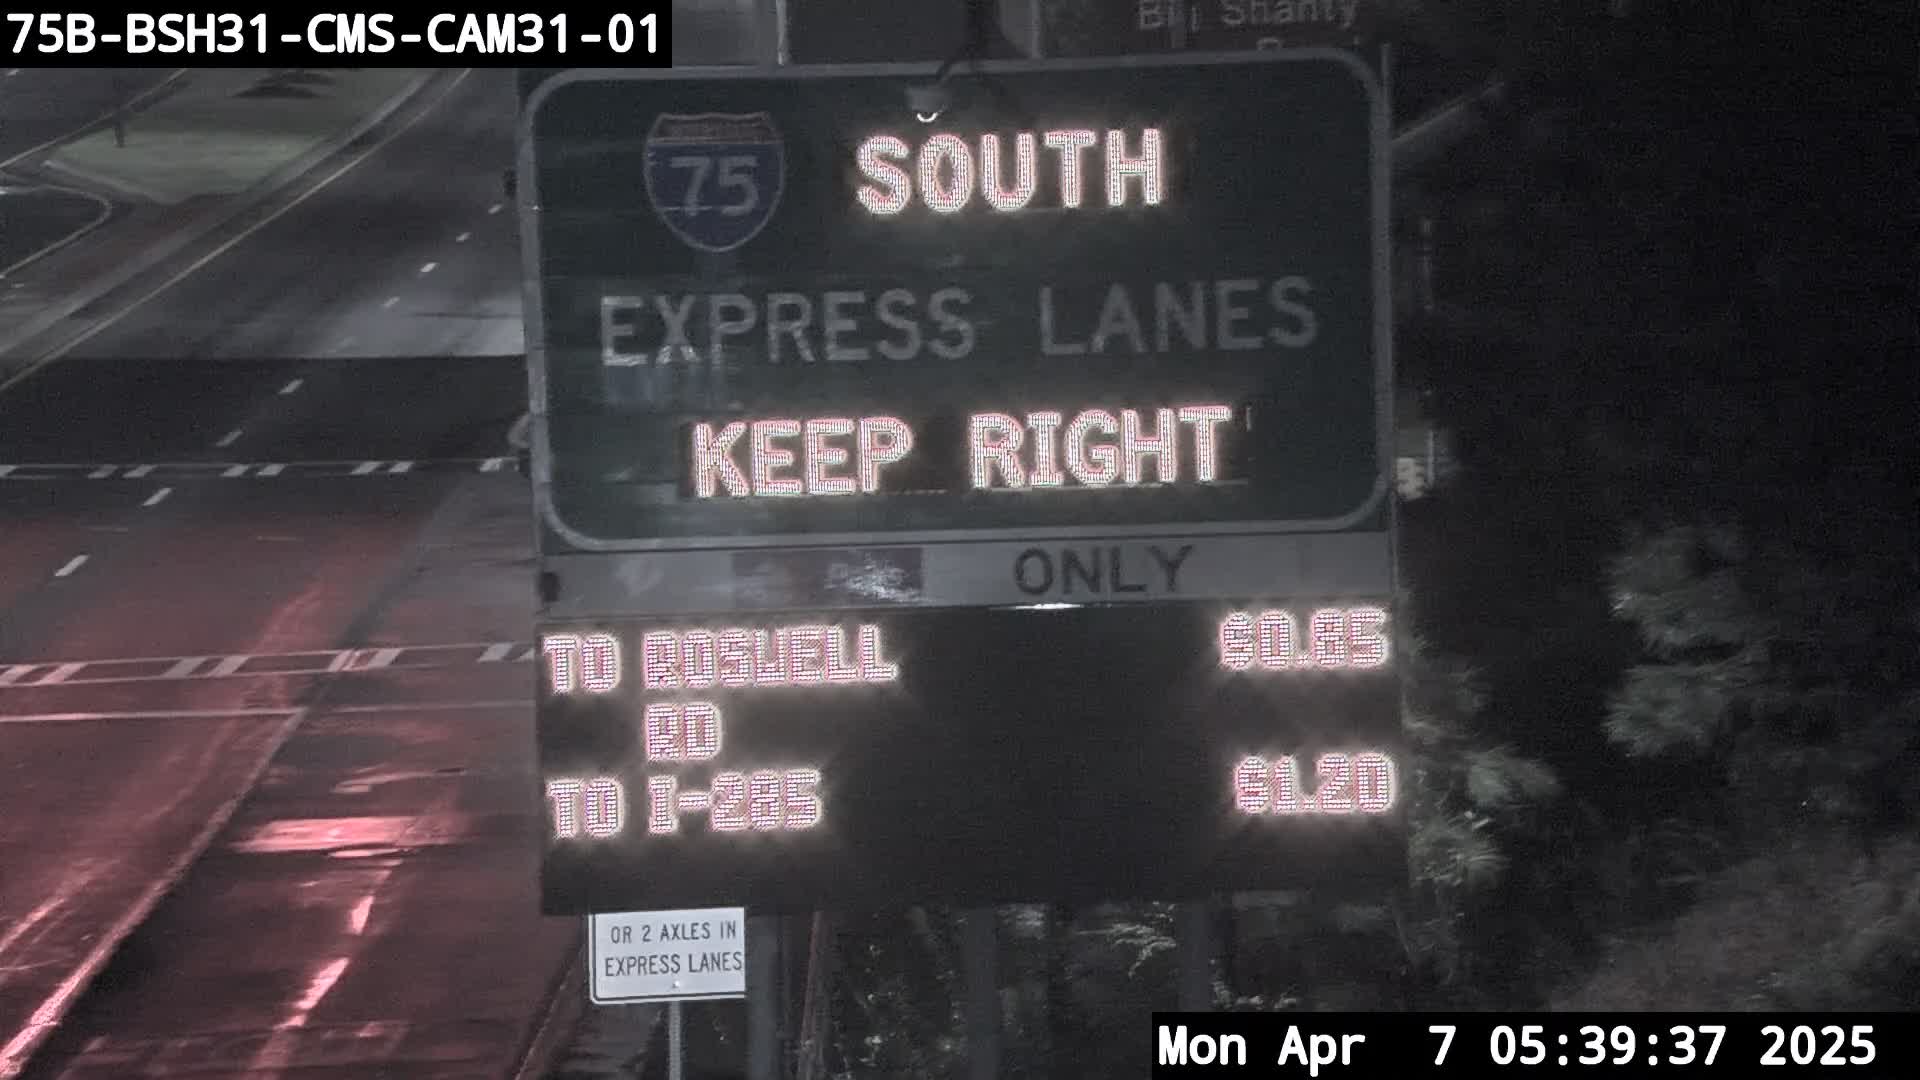 75B-BSH31-CMS-CAM31-01
Shanty
75 SOUTH
EXPRESS LANES
KEEP RIGHT
ONLY
TO ROSWELL $0.85
RD
TO I-285 $1.20
OR 2 AXLES IN
EXPRESS LANES
Mon Apr 7 05:39:37 2025